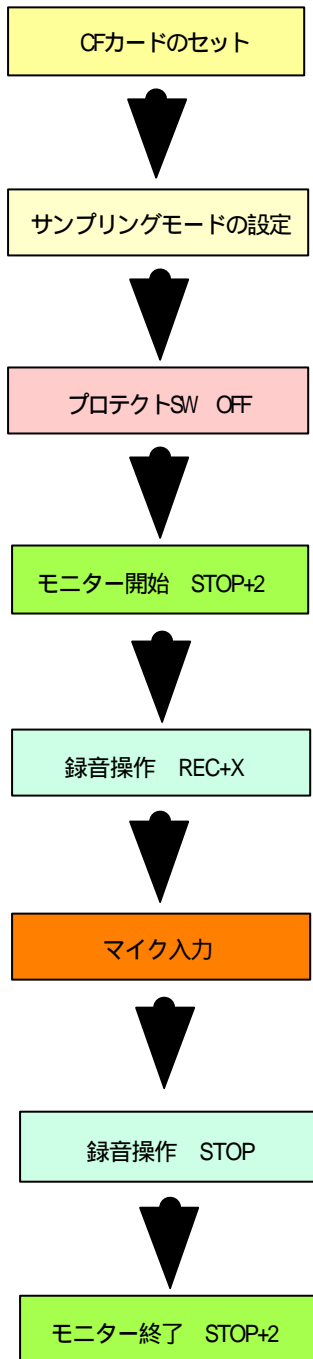 CFカードのセット
サンプリングモードの設定
プロテクトSW　OFF
モニター開始　STOP+2
録音操作　REC+X
マイク入力
録音操作　STOP
モニター終了　STOP+2